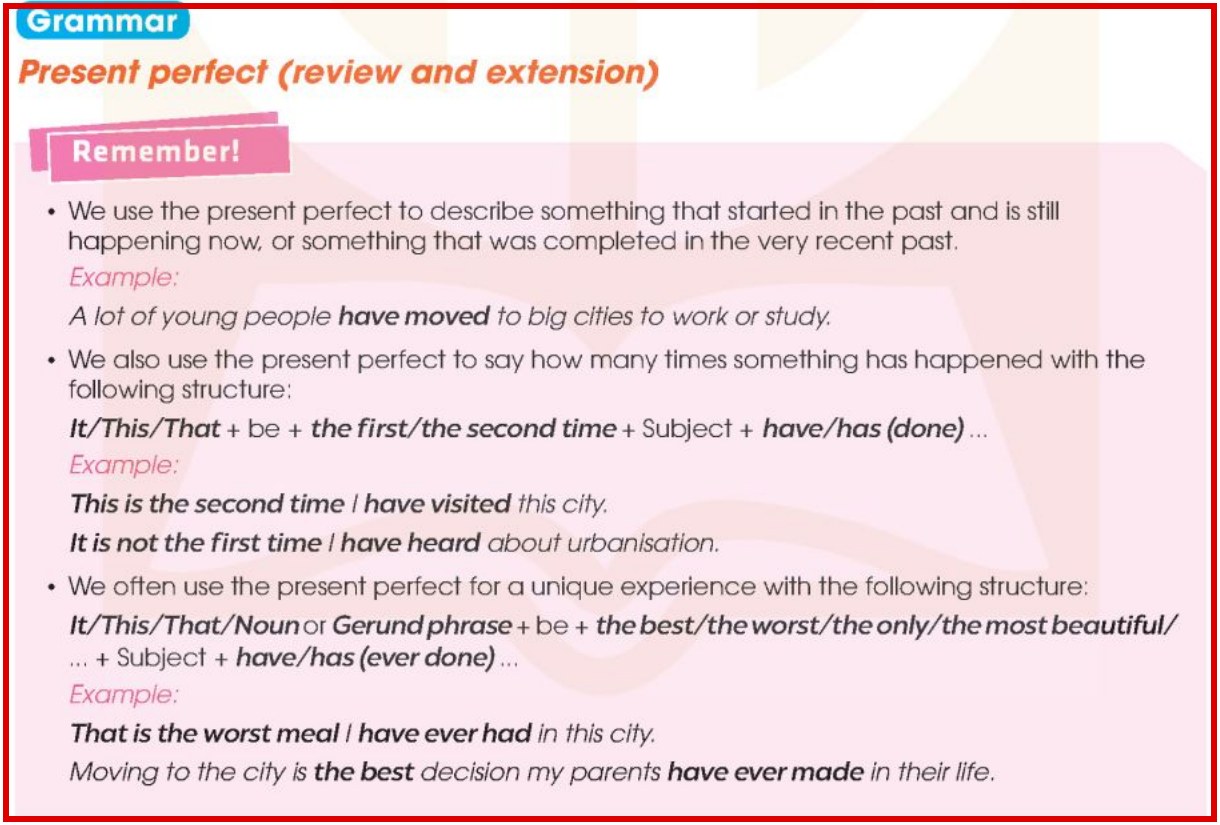 Grammar
Present perfect (review and extension)
Remember!
• We use the present perfect to describe something that started in the past and is still
happening now, or something that was completed in the very recent past.
Example:
A lot of young people have moved to big cities to work or study.
• We also use the present perfect to say how many times something has happened with the
following structure:
It/This/That + be + the first/the second time + Subject + have/has (done) ...
Example:
This is the second time I have visited this city.
It is not the first time I have heard about urbanisation.
• We often use the present perfect for a unique experience with the following structure:
It/This/That/Noun or Gerund phrase + be + the best/the worst/the only/the most beautiful/
... + Subject + have/has (ever done) ...
Example:
That is the worst meal I have ever had in this city.
Moving to the city is the best decision my parents have ever made in their life.